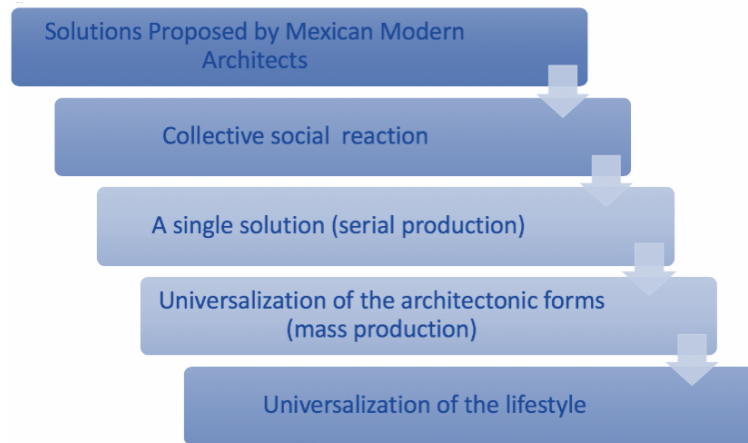 Solutions Proposed by Mexican Modern
Architects
Collective social reaction
A single solution (serial production)
Universalization of the architectonic forms
(mass production)
Universalization of the lifestyle